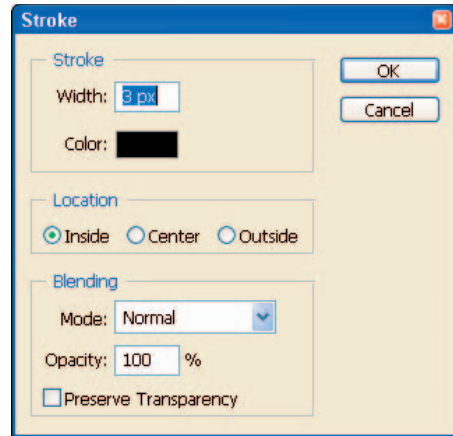 Stroke
Stroke
Width: 3 px
Color:
OK
Cancel
Location
Inside Center Outside
Blending
Mode: Normal
Opacity: 100 %
Preserve Transparency